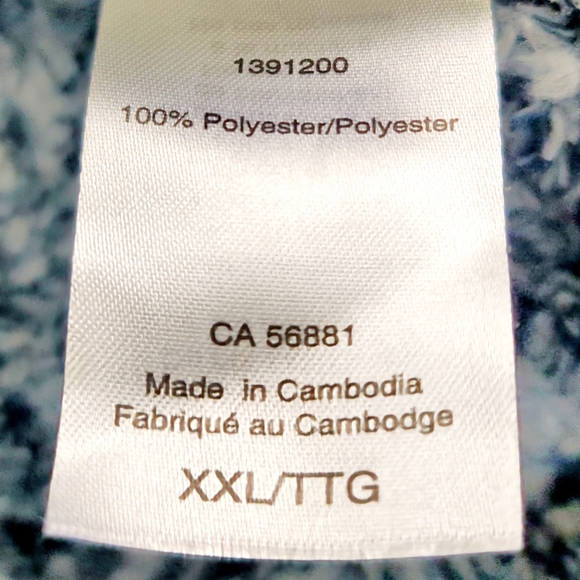 1391200
100% Polyester/Polyester
CA 56881
Made in Cambodia
Fabriqué au Cambodge
XXL/TTG